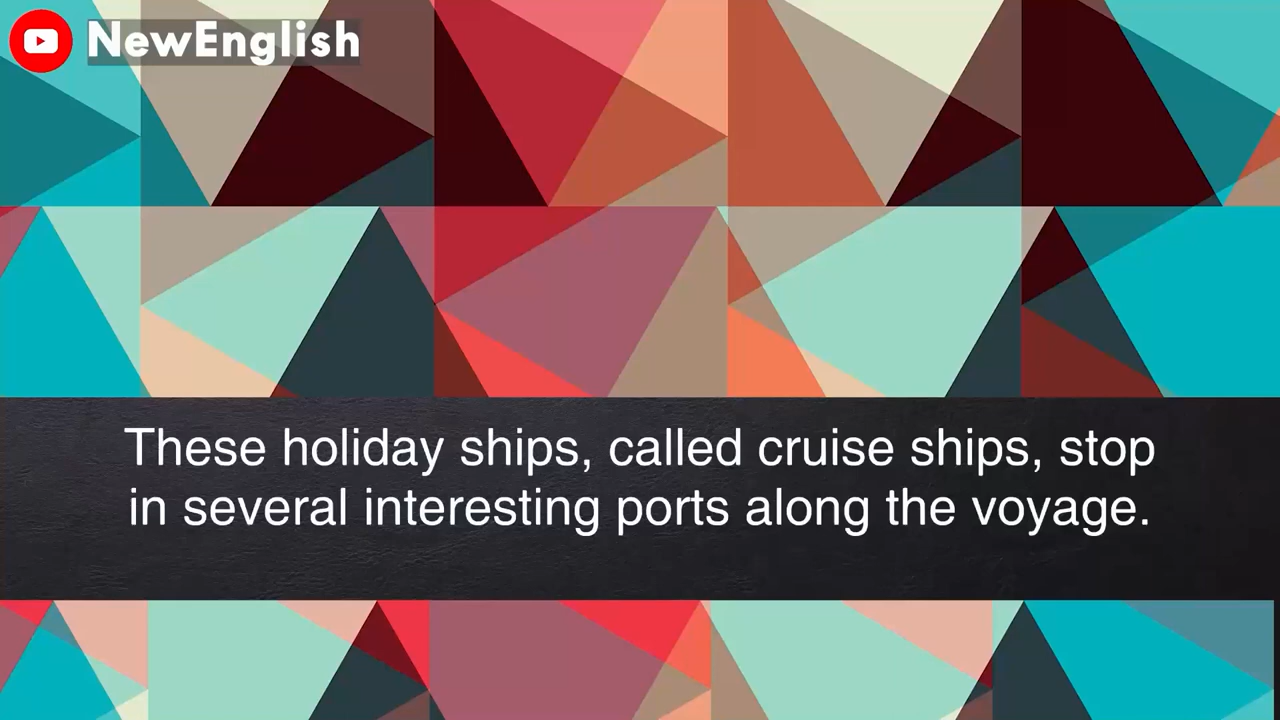 NewEnglish
These holiday ships, called cruise ships, stop
in several interesting ports along the voyage.